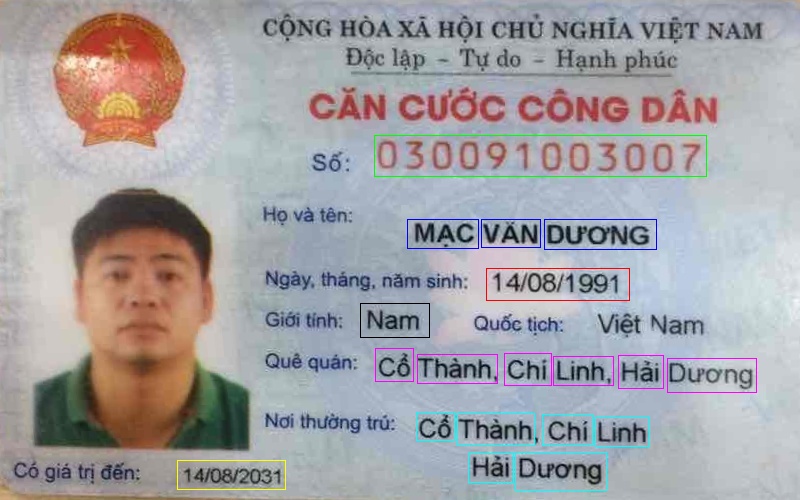 CỘNG HÒA XÃ HỘI CHỦ NGHĨA VIỆT NAM
Độc lập - Tự do - Hạnh phúc
CĂN CƯỚC CÔNG DÂN
Số: 030091003007
Họ và tên: MẠC VĂN DƯƠNG
Ngày, tháng, năm sinh: 14/08/1991
Giới tính: Nam Quốc tịch: Việt Nam
Quê quán: Cổ Thành, Chí Linh, Hải Dương
Nơi thường trú: Cổ Thành, Chí Linh
Hải Dương
Có giá trị đến: 14/08/2031